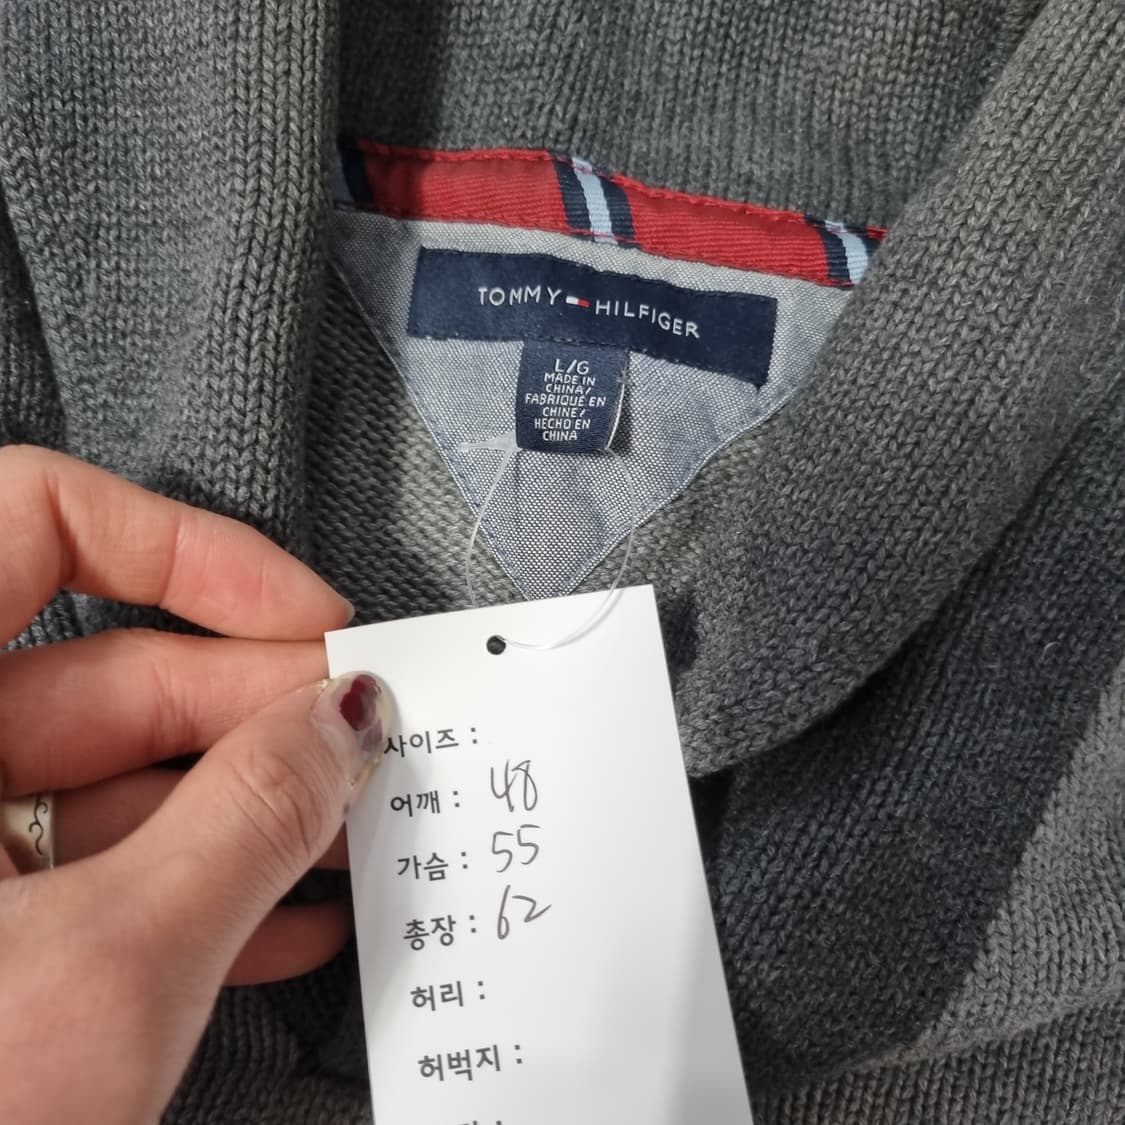 TOMMY HILFIGER
L/G
MADE IN
CHINA/
FABRIQUÉ EN
CHINE/
HECHO EN
CHINA
사이즈 :
어깨 : 48
가슴 : 55
총장 : 62
허리 :
허벅지 :